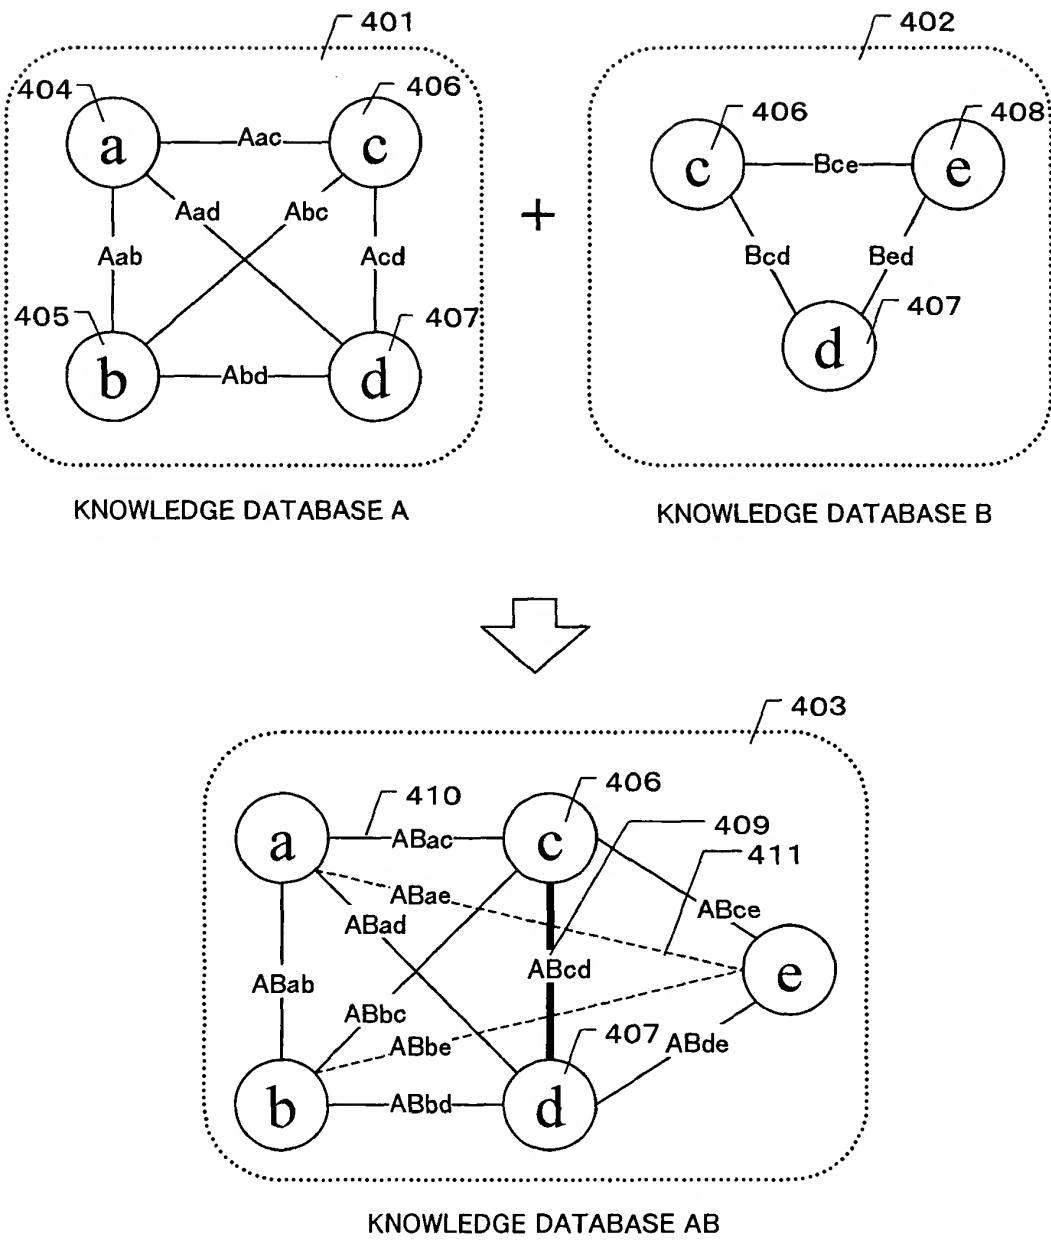 401
402
404
406
a
Aac
c
Aad
Abc
Aab
Acd
405
407
b
Abd
d
+
406
408
c
Bce
e
Bcd
Bed
407
d
KNOWLEDGE DATABASE A
KNOWLEDGE DATABASE B
403
410
406
409
411
a
ABac
c
ABae
ABce
ABad
ABcd
e
ABab
ABbc
407
ABbe
ABde
b
ABbd
d
KNOWLEDGE DATABASE AB